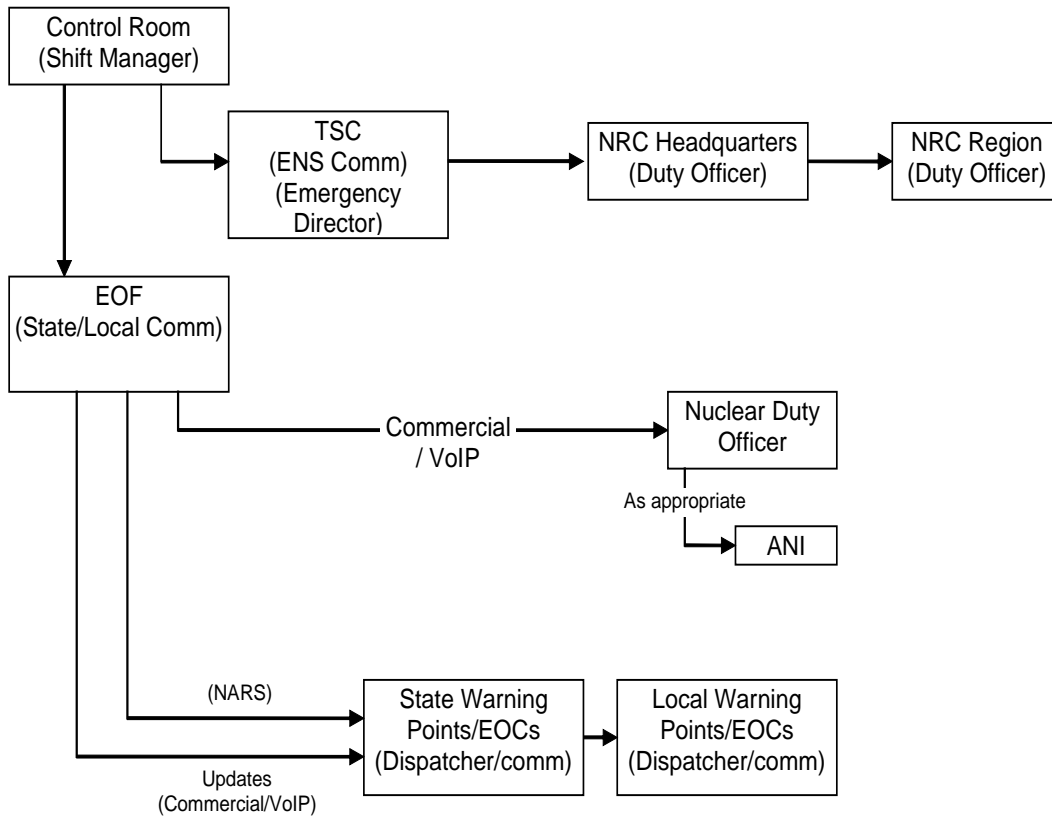 Control Room
(Shift Manager)
TSC
(ENS Comm)
(Emergency
Director)
NRC Headquarters
(Duty Officer)
NRC Region
(Duty Officer)
EOF
(State/Local Comm)
Commercial
/ VoIP
Nuclear Duty
Officer
As appropriate
ANI
(NARS)
State Warning
Points/EOCs
(Dispatcher/comm)
Local Warning
Points/EOCs
(Dispatcher/comm)
Updates
(Commercial/VoIP)